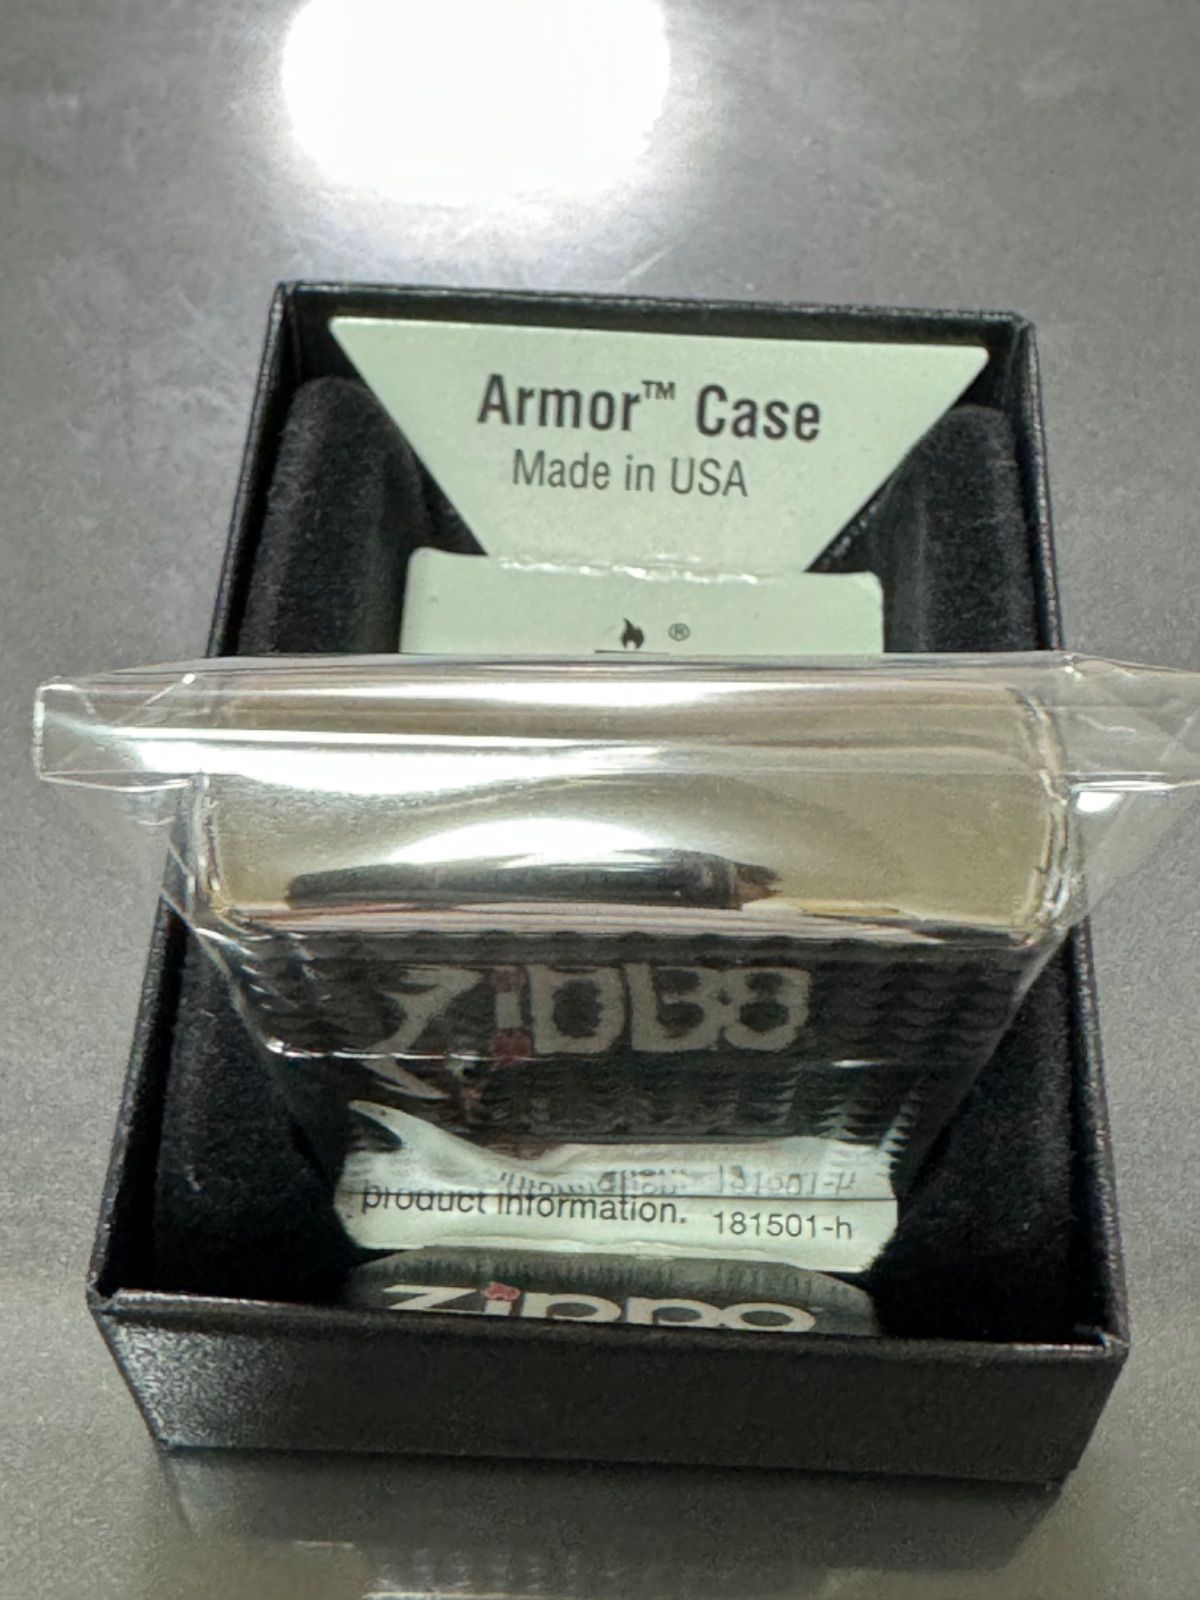 Armor™ Case
Made in USA
®
zippo
product information. 181501-h
zippo